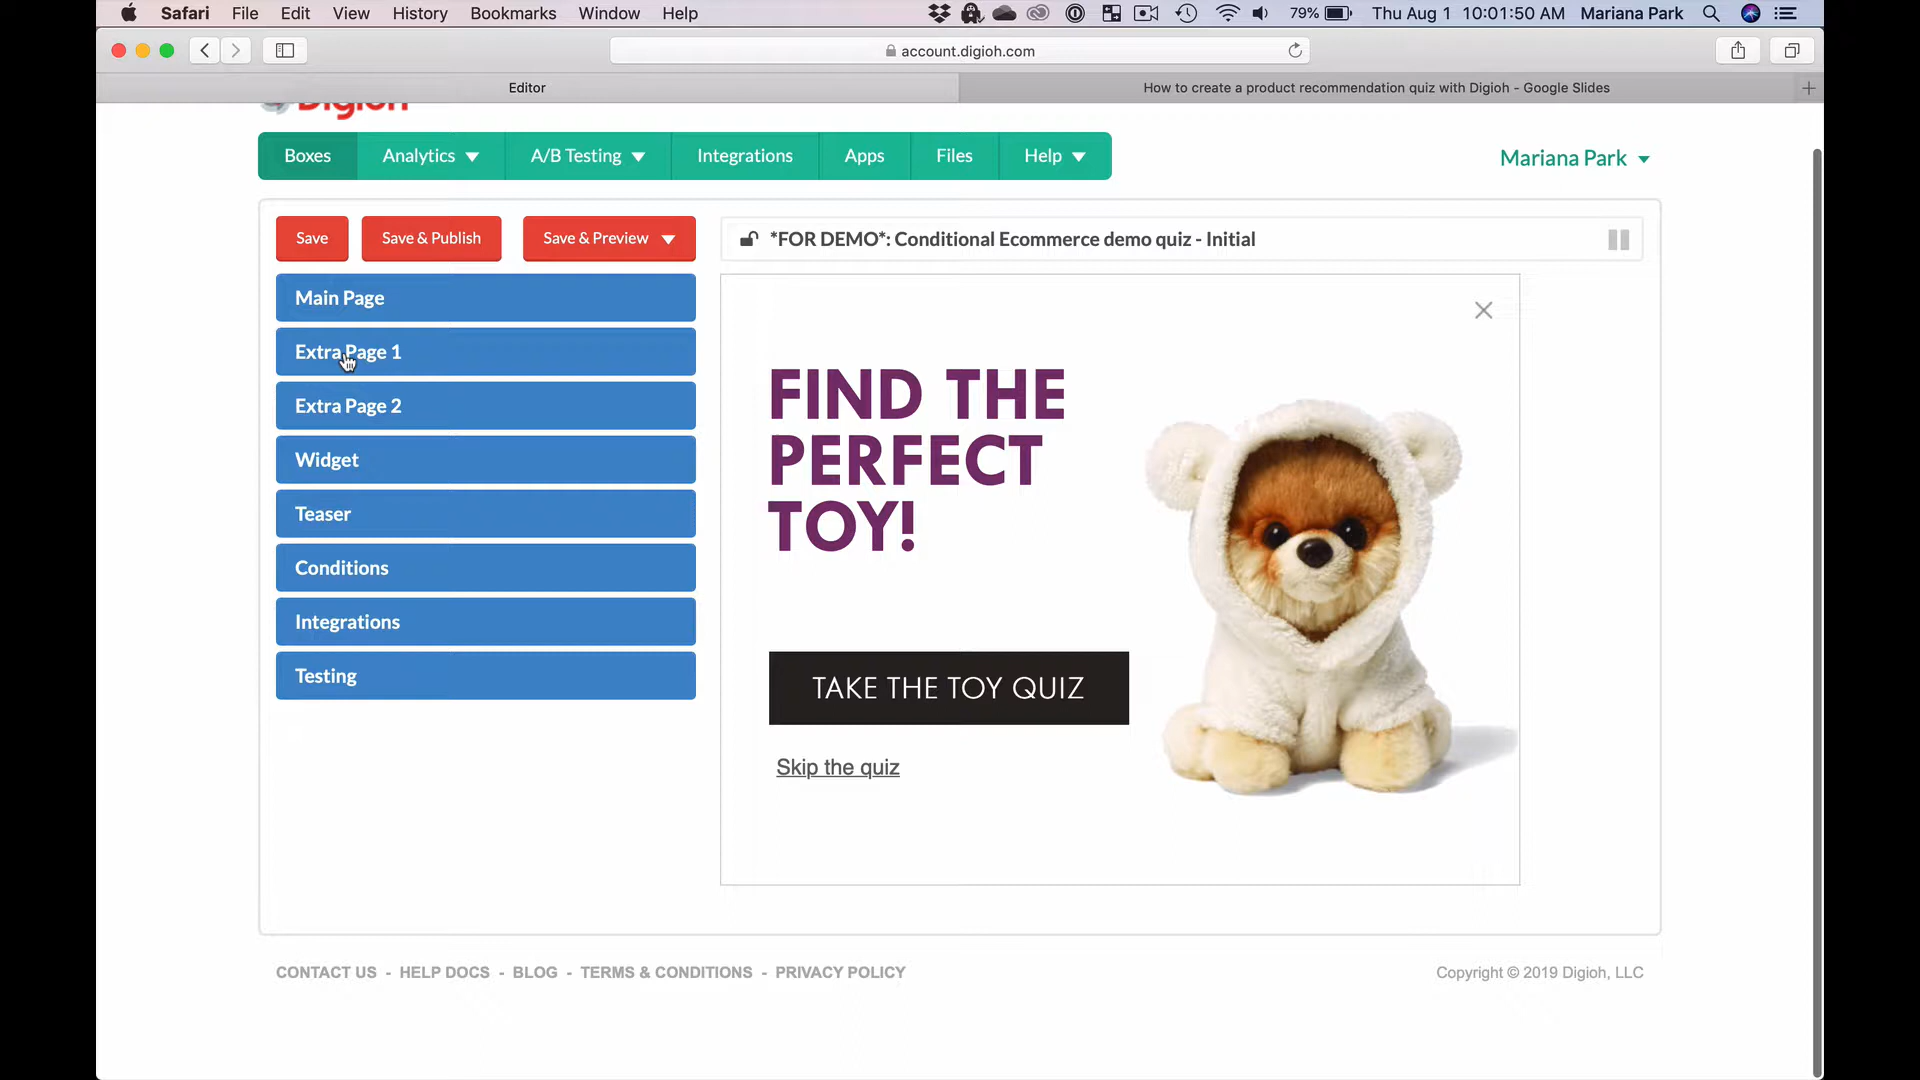 Safari File Edit View History Bookmarks Window Help 79% Thu Aug 1 10:01:50 AM Mariana Park
account.digioh.com
Editor How to create a product recommendation quiz with Digioh - Google Slides
Digioh
Boxes Analytics A/B Testing Integrations Apps Files Help Mariana Park
Save Save & Publish Save & Preview *FOR DEMO*: Conditional Ecommerce demo quiz - Initial
Main Page
Extra Page 1
Extra Page 2
Widget
Teaser
Conditions
Integrations
Testing
FIND THE
PERFECT
TOY!
TAKE THE TOY QUIZ
Skip the quiz
CONTACT US - HELP DOCS - BLOG - TERMS & CONDITIONS - PRIVACY POLICY Copyright © 2019 Digioh, LLC